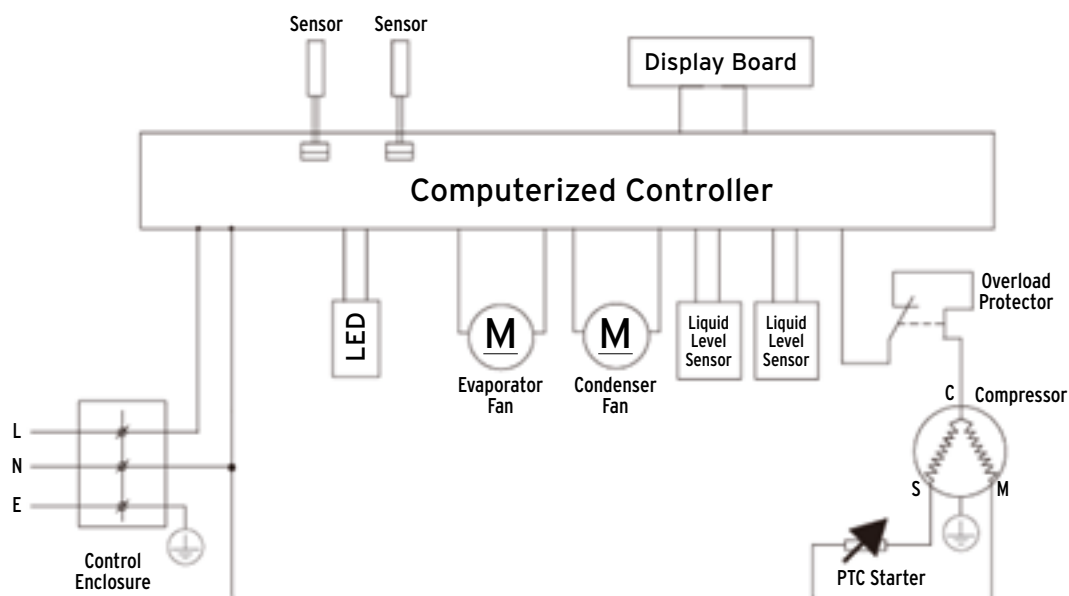 Sensor
Sensor
Display Board
Computerized Controller
LED
M
Evaporator
Fan
M
Condenser
Fan
Liquid
Level
Sensor
Liquid
Level
Sensor
Overload
Protector
C
Compressor
S
M
PTC Starter
L
N
E
Control
Enclosure